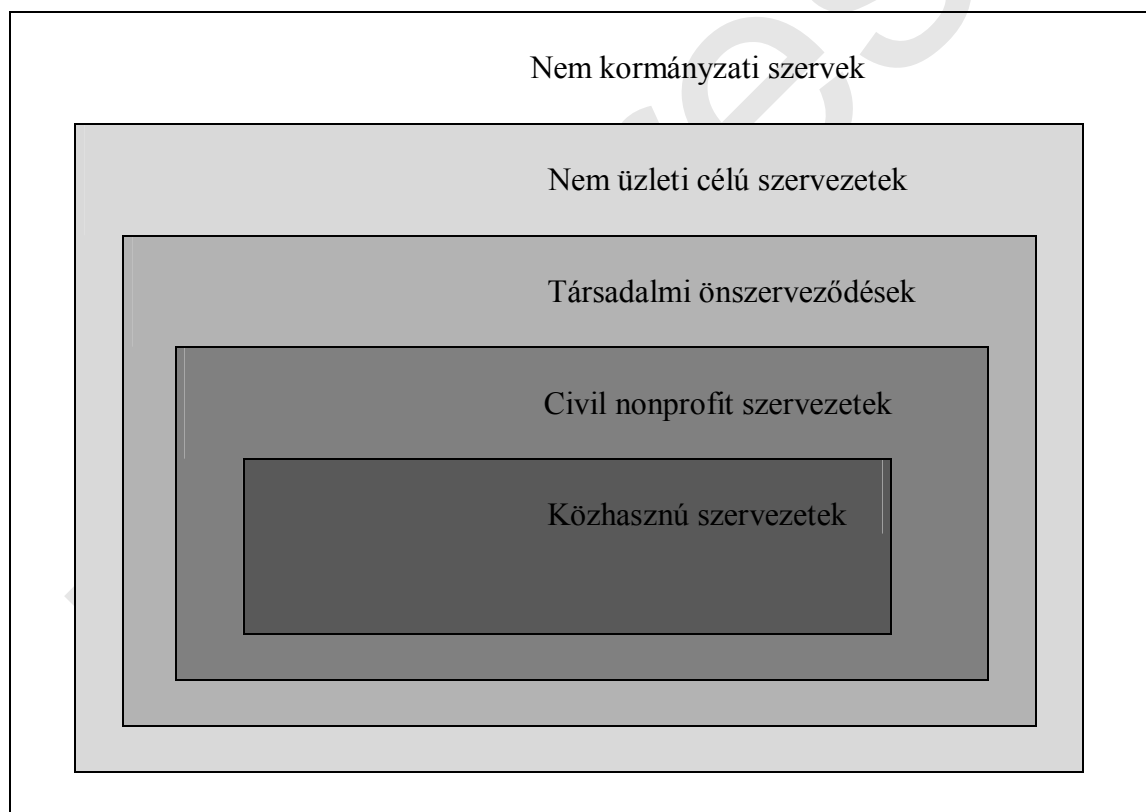 Nem kormányzati szervek
Nem üzleti célú szervezetek
Társadalmi önszerveződések
Civil nonprofit szervezetek
Közhasznú szervezetek